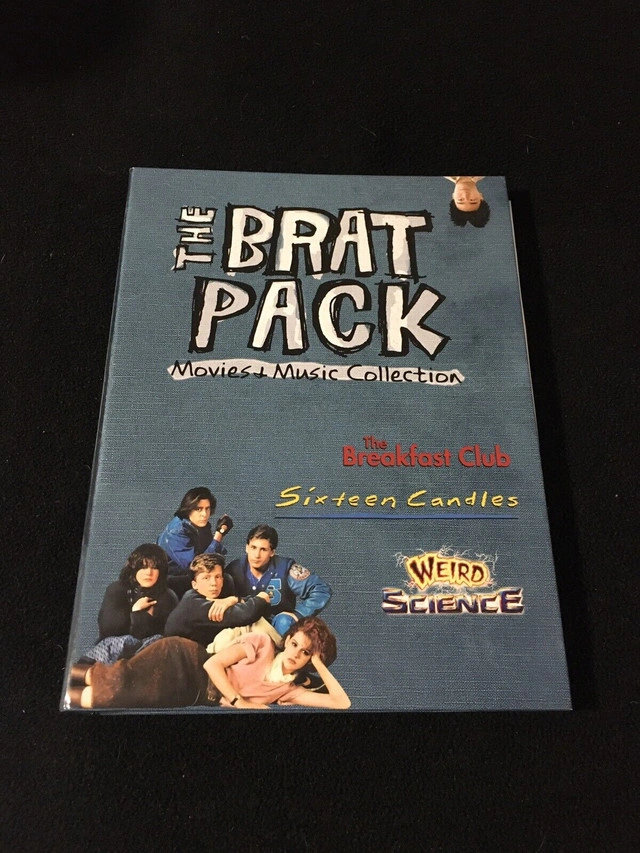 THE BRAT
PACK
Movies & Music Collection
The
Breakfast Club
Sixteen Candles
WEIRD
SCIENCE